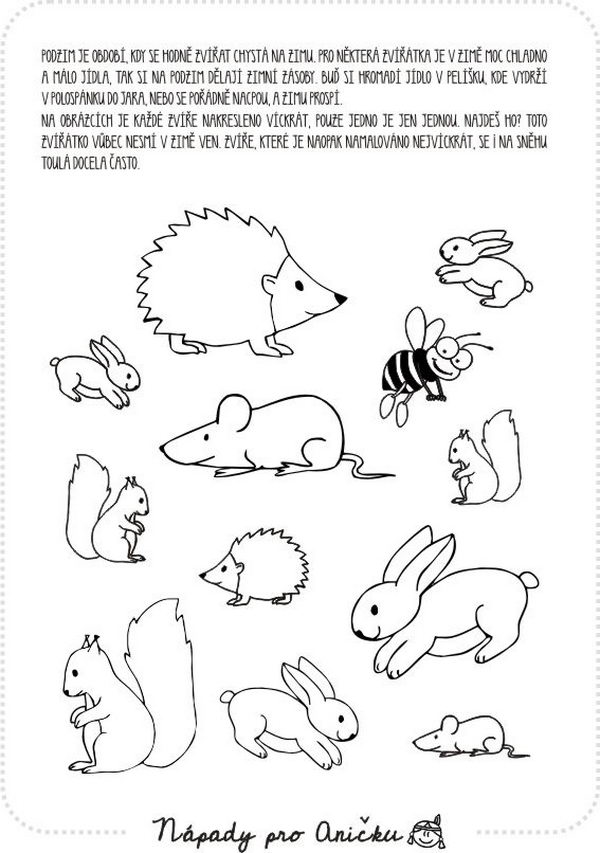 PODZIM JE OBDOBÍ, KDY SE HODNĚ ZVÍŘAT CHYSTÁ NA ZIMU. PRO NĚKTERÁ ZVÍŘÁTKA JE V ZIMĚ MOC CHLADNO
A MÁLO JÍDLA, TAK SI NA PODZIM DĚLAJÍ ZIMNÍ ZÁSOBY. BUĎ SI HROMADÍ JÍDLO V PELÍŠKU, KDE VYDRŽÍ
V POLOSPÁNKU DO JARA, NEBO SE POŘÁDNĚ NACPOU, A ZIMU PROSPÍ.
NA OBRÁZCÍCH JE KAŽDÉ ZVÍŘE NAKRESLENO VÍCKRÁT, POUZE JEDNO JE JEN JEDNOU. NAJDEŠ HO? TOTO
ZVÍŘÁTKO VŮBEC NESMÍ V ZIMĚ VEN. ZVÍŘE, KTERÉ JE NAOPAK NAMALOVÁNO NEJVÍCKRÁT, SE I NA SNĚHU
TOULÁ DOCELA ČASTO.
Nápady pro Aničku